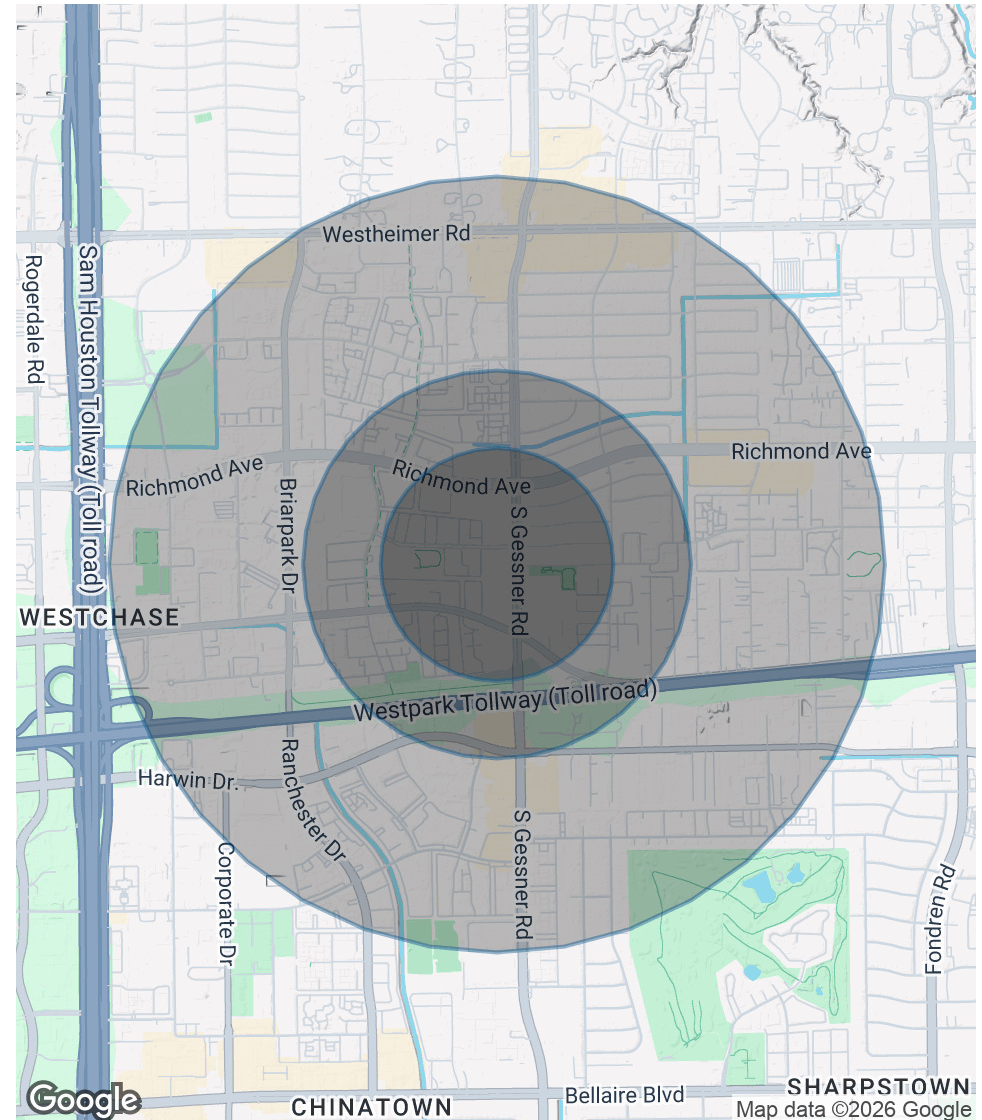 Westheimer Rd
Rogerdale Rd
Sam Houston Tollway (Toll road)
Richmond Ave
Richmond Ave
Richmond Ave
Briarpark Dr
S Gessner Rd
WESTCHASE
Westpark Tollway (Toll road)
Harwin Dr.
Ranchester Dr
S Gessner Rd
Corporate Dr
Fondren Rd
Bellaire Blvd
SHARPSTOWN
CHINATOWN
Google
Map data ©2026 Google